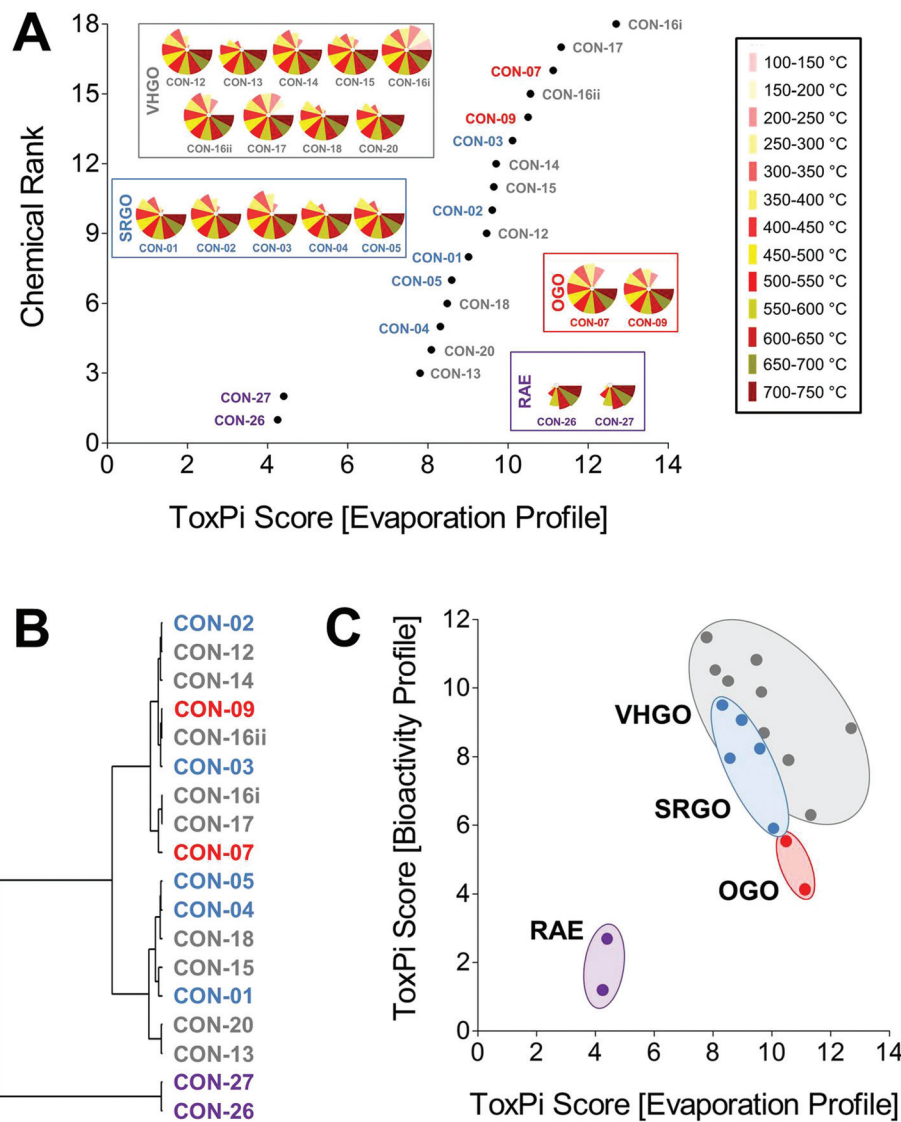 A
18
15
12
9
6
3
0
Chemical Rank
VHGO
CON-12
CON-13
CON-14
CON-15
CON-16i
CON-16ii
CON-17
CON-18
CON-20
SRGO
CON-01
CON-02
CON-03
CON-04
CON-05
CON-16i
CON-17
CON-07
CON-16ii
CON-09
CON-03
CON-14
CON-15
CON-02
CON-12
CON-01
CON-05
CON-18
CON-04
CON-20
CON-13
CON-27
CON-26
OGO
CON-07
CON-09
RAE
CON-26
CON-27
0
2
4
6
8
10
12
14
ToxPi Score [Evaporation Profile]
100-150 °C
150-200 °C
200-250 °C
250-300 °C
300-350 °C
350-400 °C
400-450 °C
450-500 °C
500-550 °C
550-600 °C
600-650 °C
650-700 °C
700-750 °C
B
CON-02
CON-12
CON-14
CON-09
CON-16ii
CON-03
CON-16i
CON-17
CON-07
CON-05
CON-04
CON-18
CON-15
CON-01
CON-20
CON-13
CON-27
CON-26
C
ToxPi Score [Bioactivity Profile]
12
10
8
6
4
2
0
VHGO
SRGO
OGO
RAE
0
2
4
6
8
10
12
14
ToxPi Score [Evaporation Profile]